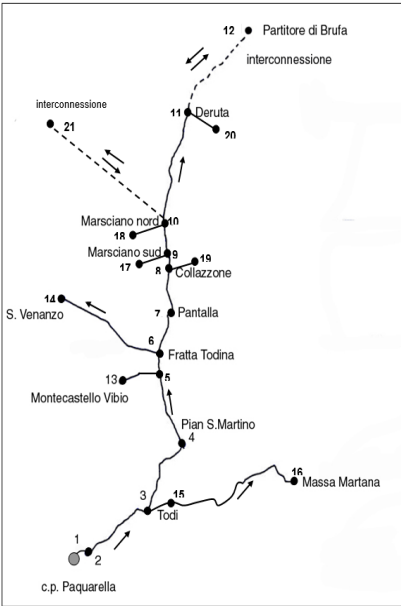 12 Partitore di Brufa
interconnessione
interconnessione
21
11 Deruta
20
Marsciano nord 10
18
Marsciano sud 9
17
19
8 Collazzone
14
S. Venanzo
7 Pantalla
6
Fratta Todina
13
5
Montecastello Vibio
Pian S.Martino
4
16
Massa Martana
3
15
Todi
1
2
c.p. Paquarella